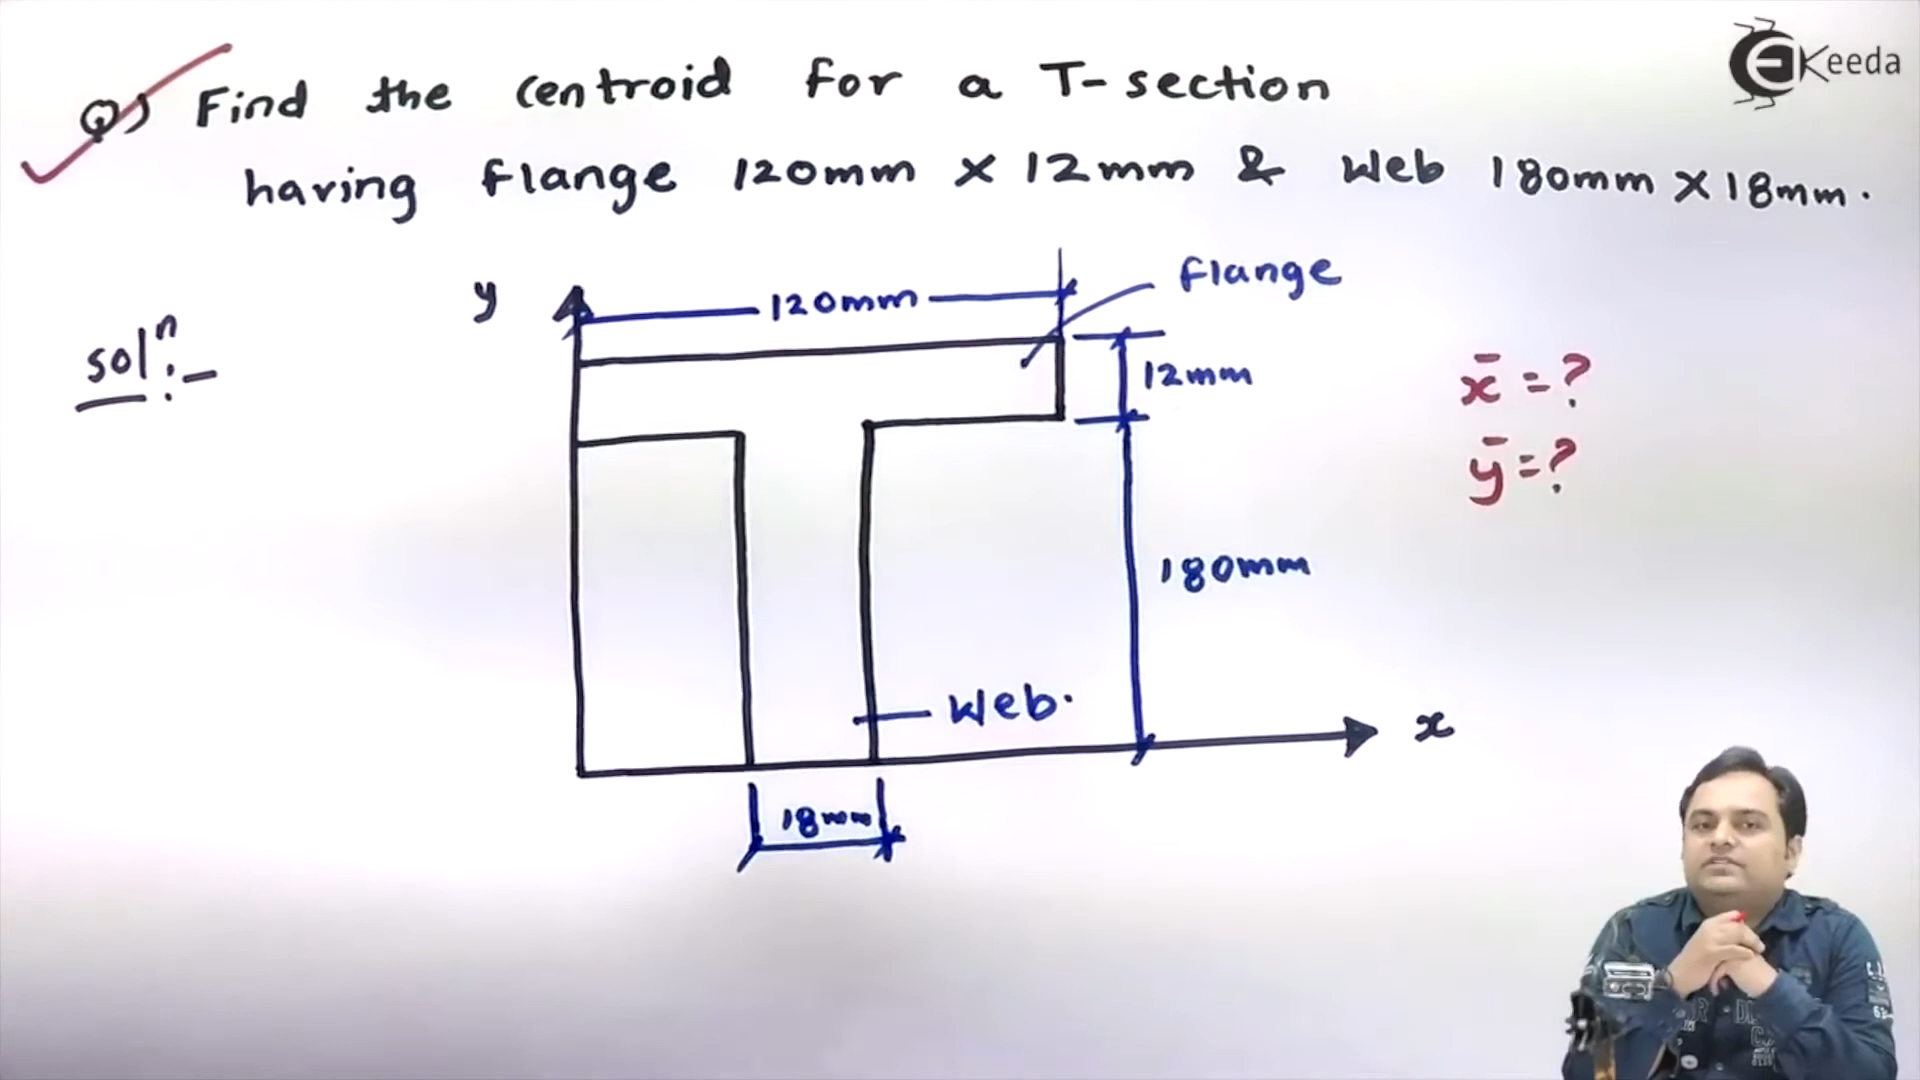 EKeeda
Q) Find the centroid for a T-section
having flange 120mm X 12mm & Web 180mm X 18mm.
solⁿ:-
y
120mm
flange
12mm
x̄ = ?
ȳ = ?
180mm
Web.
x
18mm